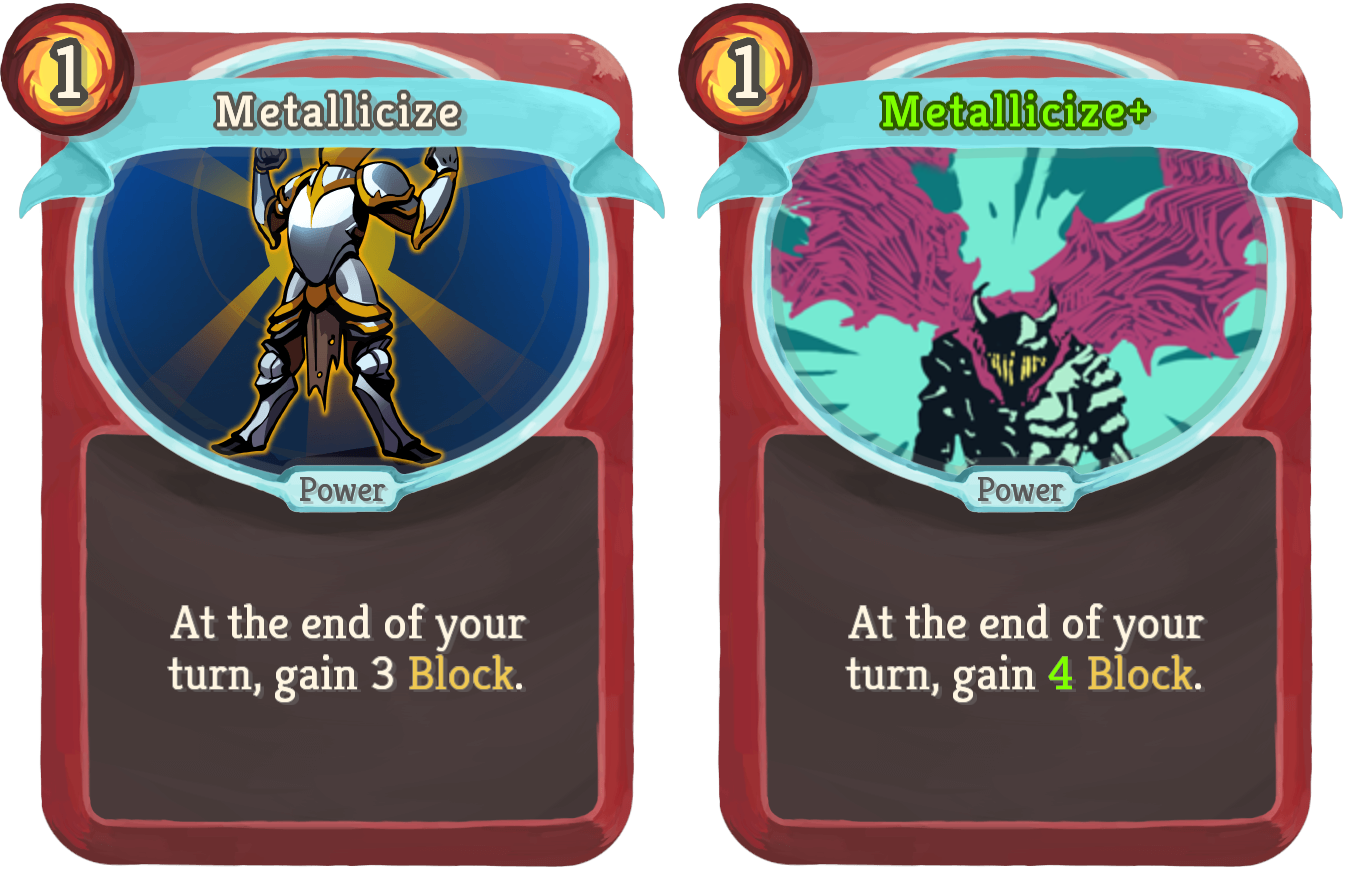 1
Metallicize
Power
At the end of your
turn, gain 3 Block.
1
Metallicize+
Power
At the end of your
turn, gain 4 Block.